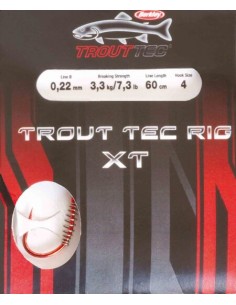 Berkley
TROUTTEC
Line Ø Breaking Strength Liner Length Hook Size
0,22 mm 3,3 kg/7,3 lb 60 cm 4
TROUT TEC RIG
XT